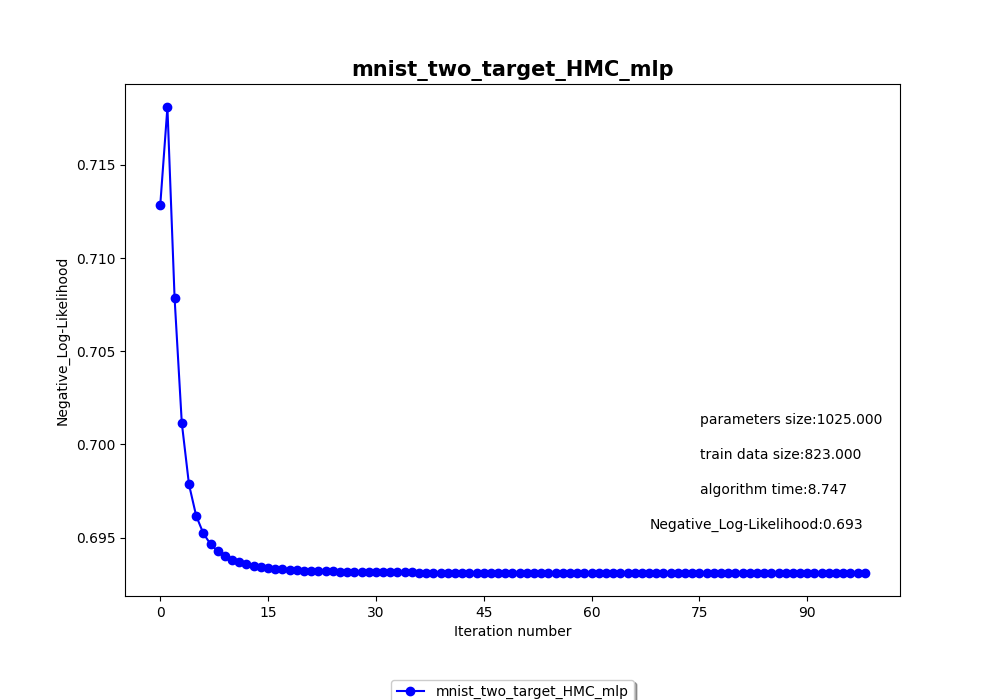 mnist_two_target_HMC_mlp
Negative_Log-Likelihood
0.715
0.710
0.705
0.700
0.695
parameters size:1025.000
train data size:823.000
algorithm time:8.747
Negative_Log-Likelihood:0.693
0 15 30 45 60 75 90
Iteration number
mnist_two_target_HMC_mlp